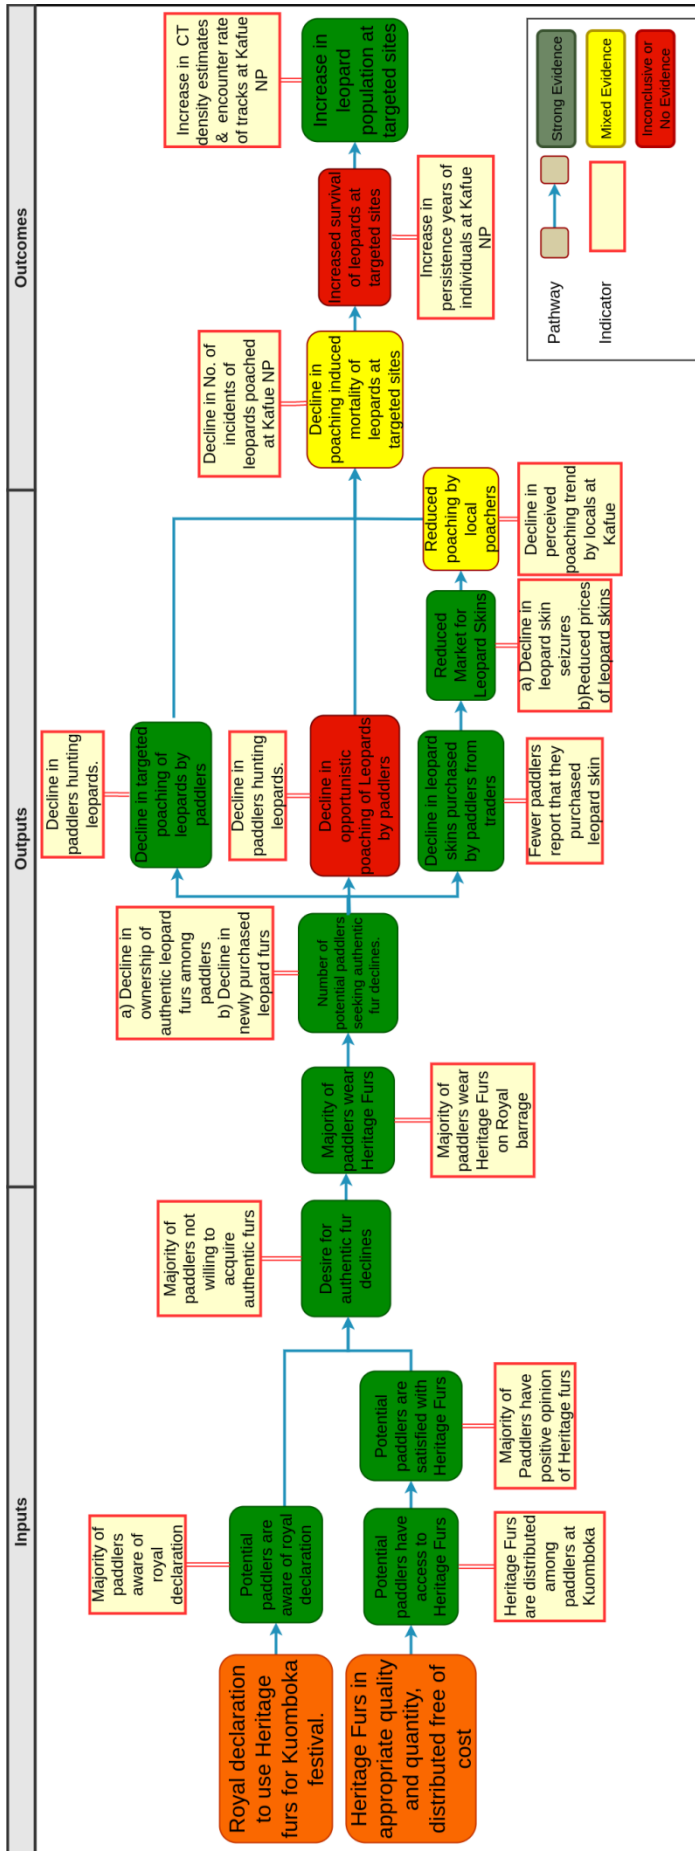 Inputs
Outputs
Outcomes
Royal declaration
to use Heritage
furs for Kuomboka
festival.
Heritage Furs in
appropriate quality
and quantity,
distributed free of
cost
Majority of
paddlers
aware of
royal
declaration
Potential
paddlers are
aware of royal
declaration
Potential
paddlers have
access to
Heritage Furs
Heritage Furs
are distributed
among
paddlers at
Kuomboka
Potential
paddlers are
satisfied with
Heritage Furs
Majority of
Paddlers have
positive opinion
of Heritage furs
Majority of
paddlers not
willing to
acquire
authentic furs
Desire for
authentic fur
declines
Majority of
paddlers wear
Heritage Furs
Majority of
paddlers wear
Heritage Furs
on Royal
barrage
a) Decline in
ownership of
authentic leopard
furs among
paddlers
b) Decline in
newly purchased
leopard furs
Number of
potential paddlers
seeking authentic
fur declines.
Decline in
paddlers hunting
leopards.
Decline in targeted
poaching of
leopards by
paddlers
Decline in
paddlers hunting
leopards.
Decline in
opportunistic
poaching of Leopards
by paddlers
Decline in leopard
skins purchased
by paddlers from
traders
Fewer paddlers
report that they
purchased
leopard skin
Reduced
Market for
Leopard Skins
a) Decline in
leopard skin
seizures
b)Reduced prices
of leopard skins
Reduced
poaching by
local
poachers
Decline in
perceived
poaching trend
by locals at
Kafue
Decline in No. of
incidents of
leopards poached
at Kafue NP
Decline in
poaching induced
mortality of
leopards at
targeted sites
Increased survival
of leopards at
targeted sites
Increase in
persistence years of
individuals at Kafue
NP
Increase in CT
density estimates
& encounter rate
of tracks at Kafue
NP
Increase in
leopard
population at
targeted sites
Pathway
Indicator
Strong Evidence
Mixed Evidence
Inconclusive or
No Evidence